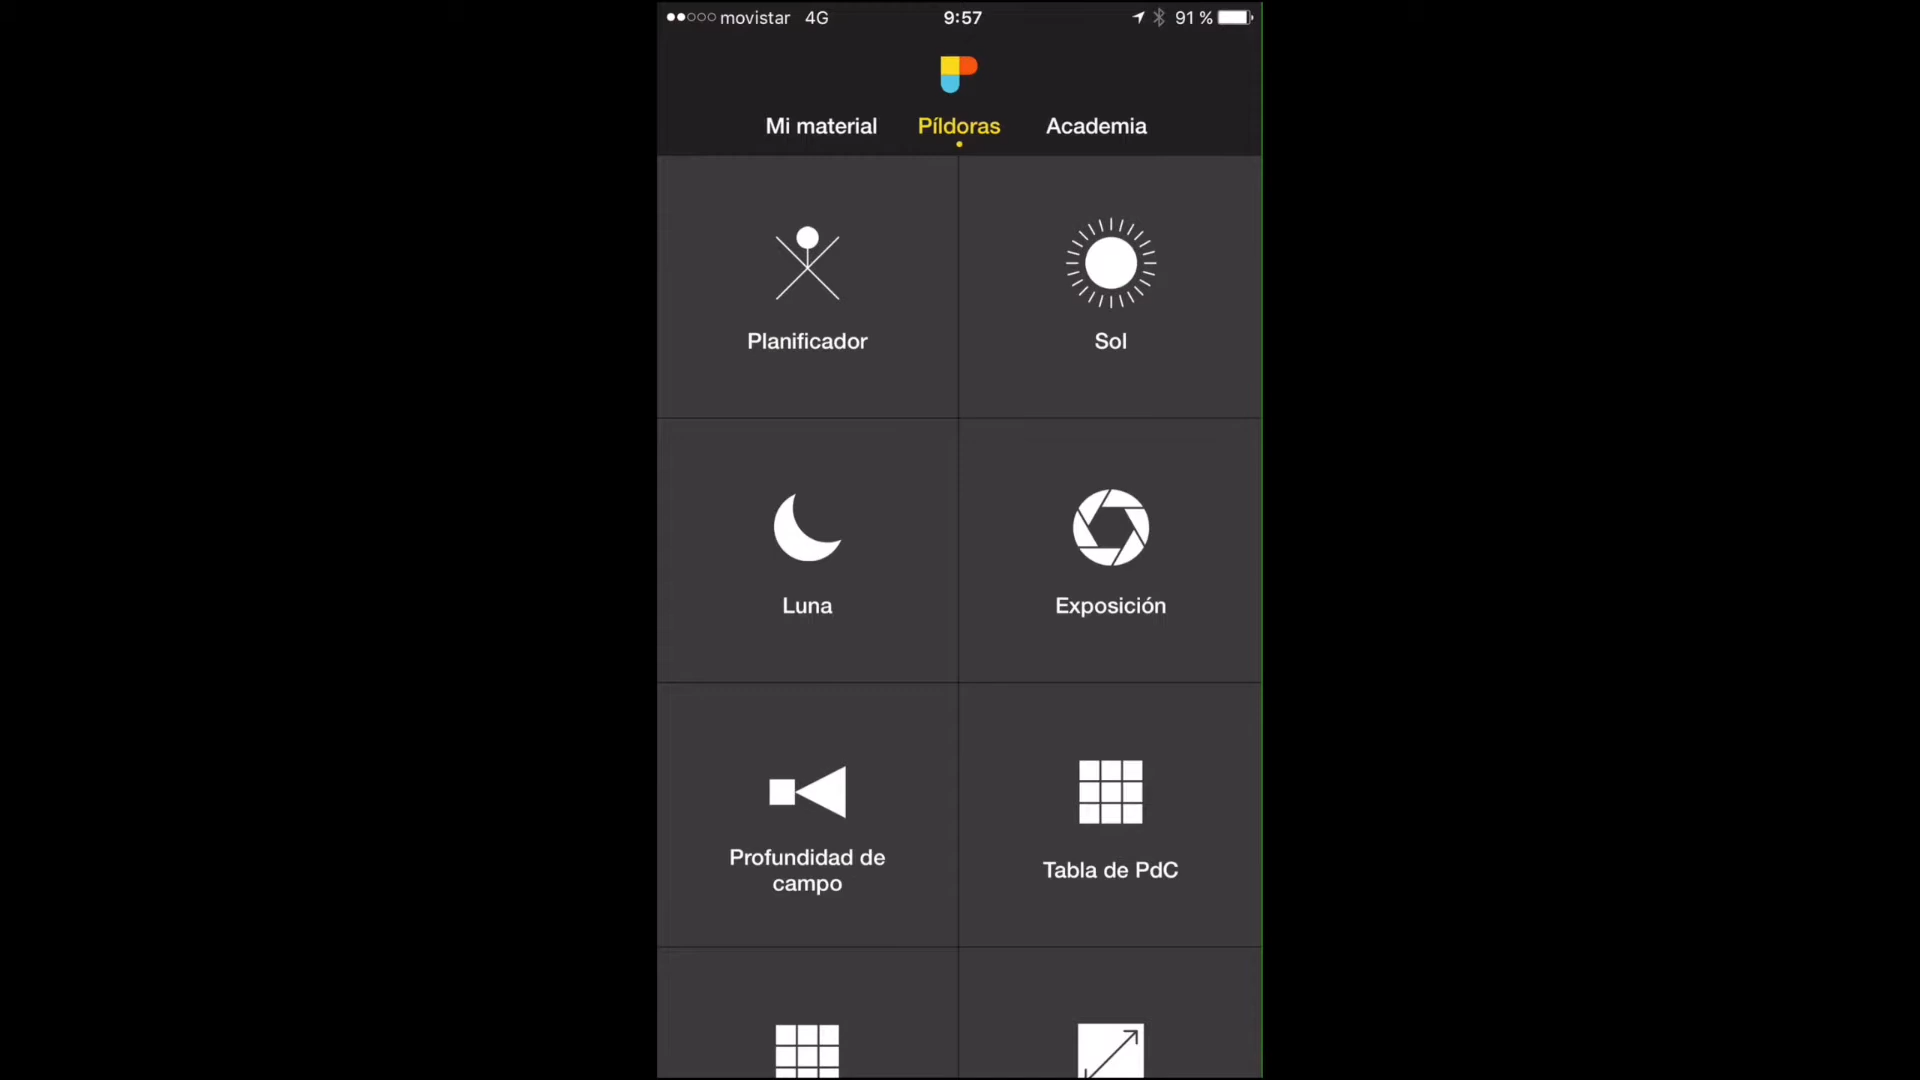 movistar 4G 9:57 91 %
Mi material Píldoras Academia
Planificador Sol
Luna Exposición
Profundidad de
campo
Tabla de PdC